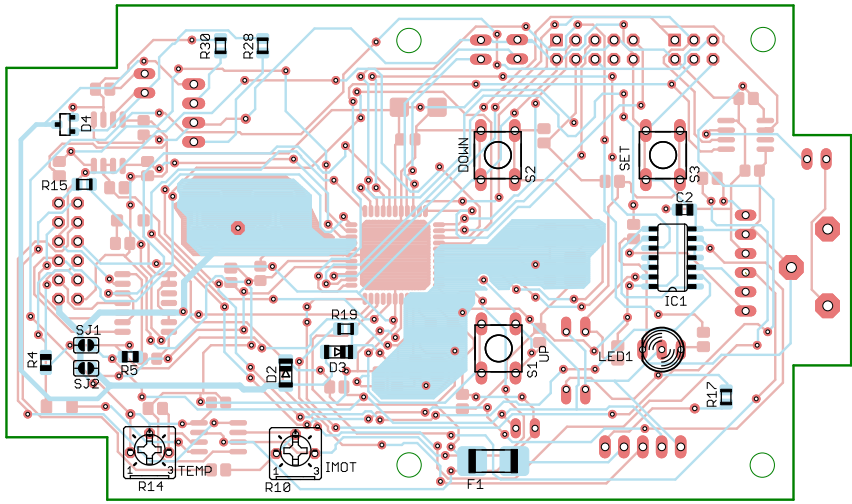 R30
R28
D4
DOWN
S2
SET
S3
R15
C2
IC1
R19
D3
SJ1
R4
R5
SJ2
D2
S1
UP
LED1
R17
1
3
TEMP
R14
1
3
IMOT
R10
F1